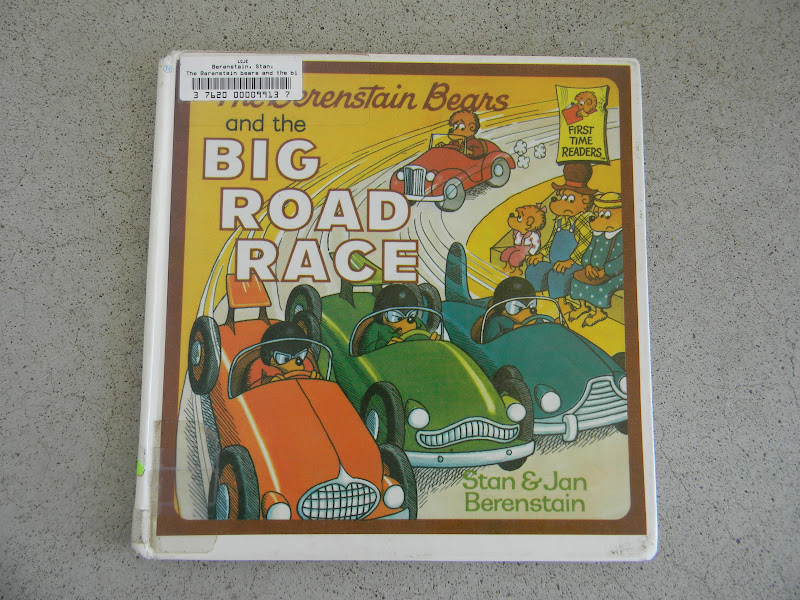 LCJE
Berenstain, Stan.
The Berenstain bears and the bi
3 7620 00009913 7
The Berenstain Bears
and the
BIG
ROAD
RACE
FIRST
TIME
READERS
Stan & Jan
Berenstain